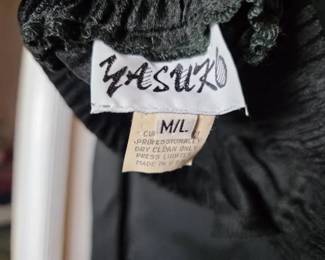 YASUKO
M/L
PROFESSIONALLY
DRY CLEAN ONLY
PRESS LIGHTLY
MADE IN